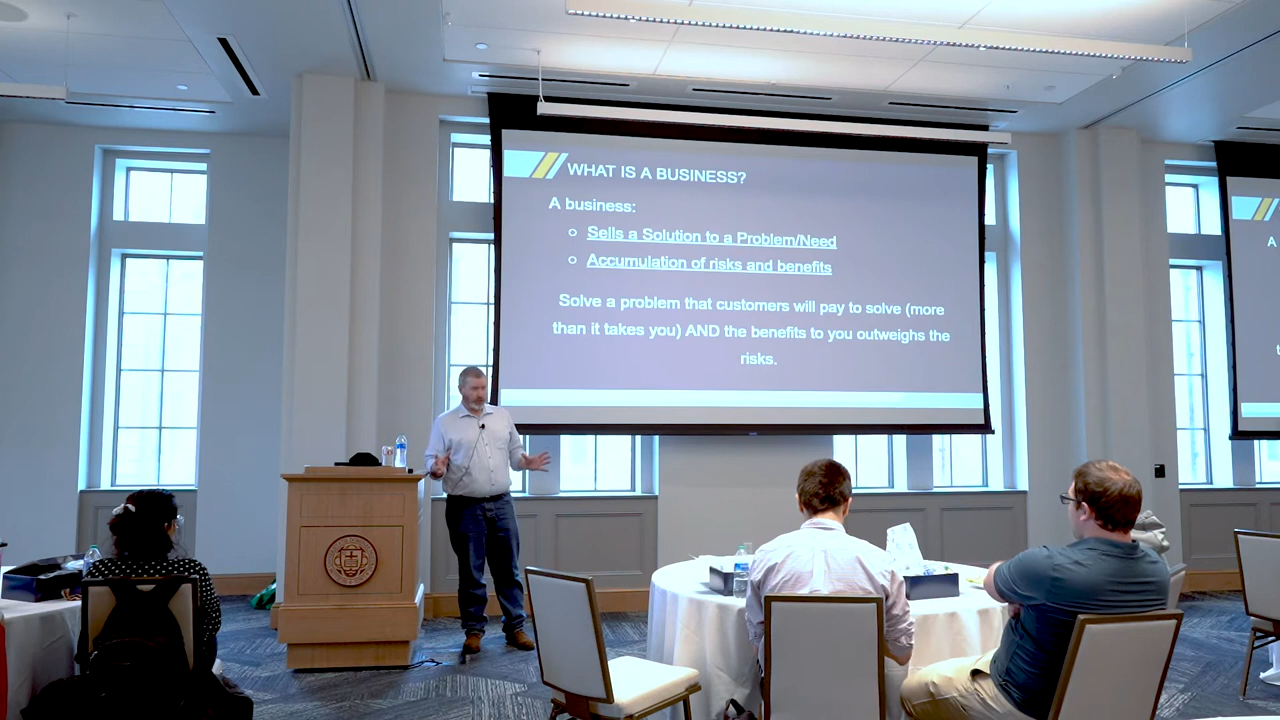 WHAT IS A BUSINESS?
A business:
Sells a Solution to a Problem/Need
Accumulation of risks and benefits
Solve a problem that customers will pay to solve (more
than it takes you) AND the benefits to you outweighs the
risks.
A
t